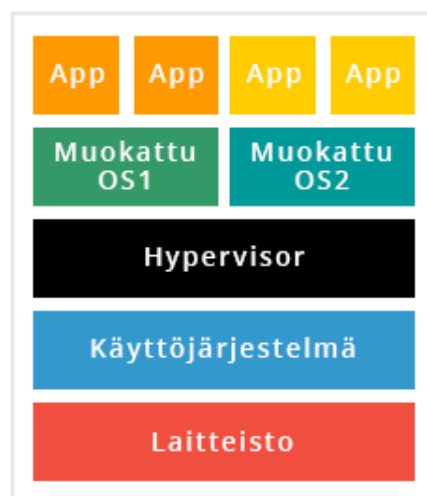 App App App App
Muokattu Muokattu
OS1 OS2
Hypervisor
Käyttöjärjestelmä
Laitteisto